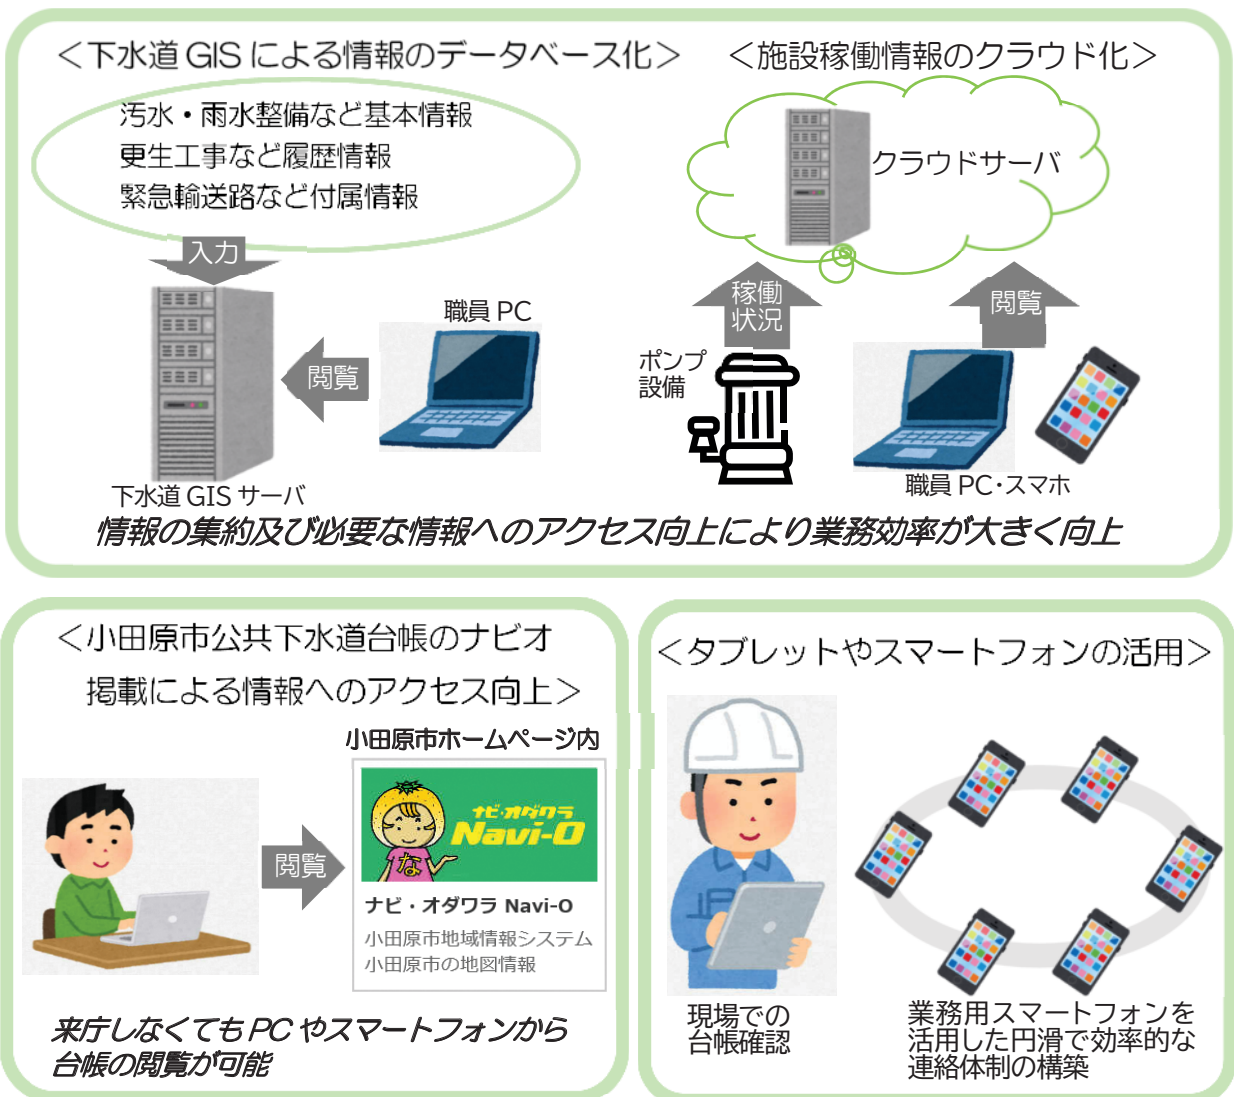 ＜下水道 GIS による情報のデータベース化＞
汚水・雨水整備など基本情報
更生工事など履歴情報
緊急輸送路など付属情報
入力
職員 PC
閲覧
下水道 GIS サーバ
＜施設稼働情報のクラウド化＞
クラウドサーバ
稼働
状況
閲覧
ポンプ
設備
職員 PC・スマホ
情報の集約及び必要な情報へのアクセス向上により業務効率が大きく向上
＜小田原市公共下水道台帳のナビオ
掲載による情報へのアクセス向上＞
小田原市ホームページ内
閲覧
ナビ・オダワラ
Navi-O
な
ナビ・オダワラ Navi-O
小田原市地域情報システム
小田原市の地図情報
来庁しなくても PC やスマートフォンから
台帳の閲覧が可能
＜タブレットやスマートフォンの活用＞
現場での
台帳確認
業務用スマートフォンを
活用した円滑で効率的な
連絡体制の構築